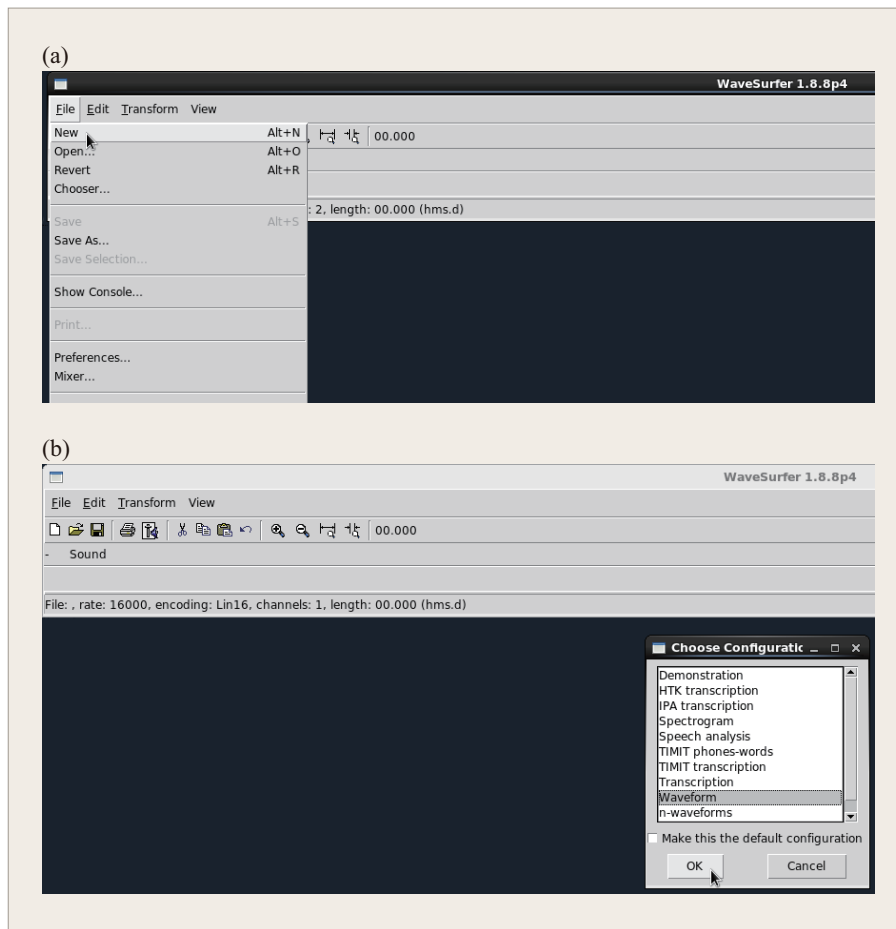 (a)
WaveSurfer 1.8.8p4
File Edit Transform View
New Alt+N
00.000
Open... Alt+O
Revert Alt+R
Chooser...
Save Alt+S
: 2, length: 00.000 (hms.d)
Save As...
Save Selection...
Show Console...
Print...
Preferences...
Mixer...
(b)
WaveSurfer 1.8.8p4
File Edit Transform View
00.000
- Sound
File: , rate: 16000, encoding: Lin16, channels: 1, length: 00.000 (hms.d)
Choose Configuratic
Demonstration
HTK transcription
IPA transcription
Spectrogram
Speech analysis
TIMIT phones-words
TIMIT transcription
Transcription
Waveform
n-waveforms
Make this the default configuration
OK Cancel